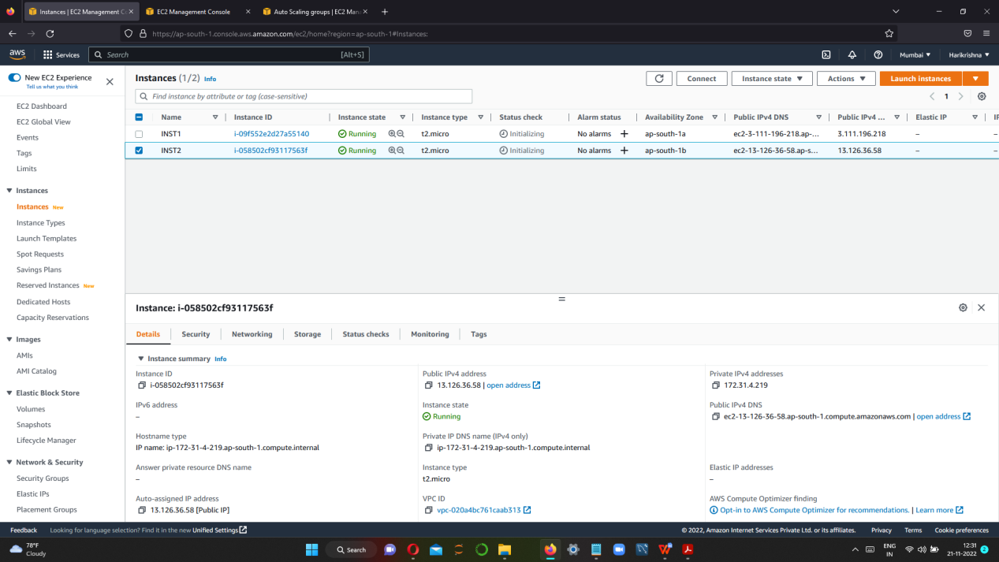 Instances | EC2 Management C
EC2 Management Console
Auto Scaling groups | EC2 Man
https://ap-south-1.console.aws.amazon.com/ec2/home?region=ap-south-1#Instances:
aws Services Search [Alt+S] Mumbai Harikrishna
New EC2 Experience
Tell us what you think
EC2 Dashboard
EC2 Global View
Events
Tags
Limits
Instances
Instances New
Instance Types
Launch Templates
Spot Requests
Savings Plans
Reserved Instances New
Dedicated Hosts
Capacity Reservations
Images
AMIs
AMI Catalog
Elastic Block Store
Volumes
Snapshots
Lifecycle Manager
Network & Security
Security Groups
Elastic IPs
Placement Groups
Instances (1/2) Info Connect Instance state Actions Launch instances
Find instance by attribute or tag (case-sensitive) 1
Name Instance ID Instance state Instance type Status check Alarm status Availability Zone Public IPv4 DNS Public IPv4 ... Elastic IP IP
INST1 i-09f552e2d27a55140 Running t2.micro Initializing No alarms + ap-south-1a ec2-3-111-196-218.ap-... 3.111.196.218 – –
INST2 i-058502cf93117563f Running t2.micro Initializing No alarms + ap-south-1b ec2-13-126-36-58.ap-s... 13.126.36.58 – –
Instance: i-058502cf93117563f
Details Security Networking Storage Status checks Monitoring Tags
Instance summary Info
Instance ID
i-058502cf93117563f
Public IPv4 address
13.126.36.58 | open address
Private IPv4 addresses
172.31.4.219
IPv6 address
–
Instance state
Running
Public IPv4 DNS
ec2-13-126-36-58.ap-south-1.compute.amazonaws.com | open address
Hostname type
IP name: ip-172-31-4-219.ap-south-1.compute.internal
Private IP DNS name (IPv4 only)
ip-172-31-4-219.ap-south-1.compute.internal
Answer private resource DNS name
–
Instance type
t2.micro
Elastic IP addresses
–
Auto-assigned IP address
13.126.36.58 [Public IP]
VPC ID
vpc-020a4bc761caab313
AWS Compute Optimizer finding
Opt-in to AWS Compute Optimizer for recommendations. | Learn more
Feedback Looking for language selection? Find it in the new Unified Settings © 2022, Amazon Internet Services Private Ltd. or its affiliates. Privacy Terms Cookie preferences
78°F
Cloudy
Search
ENG
IN
12:31
21-11-2022
2